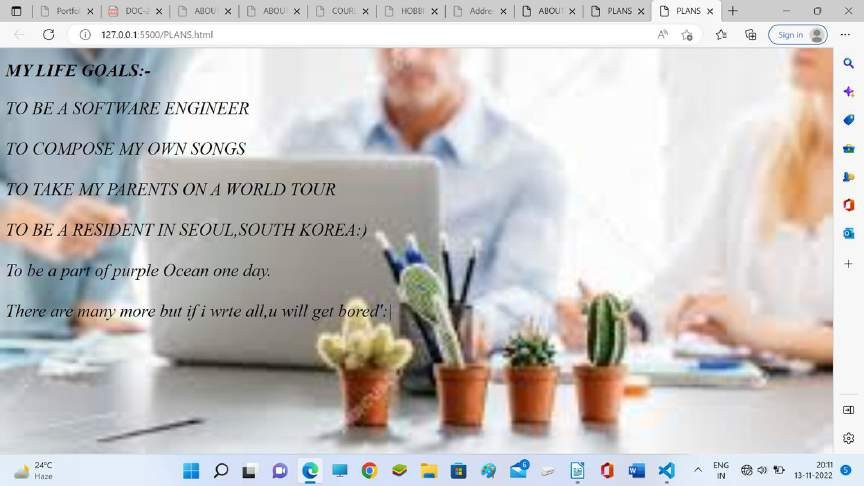 Portfo
DOC-2
ABOU
ABOU
COUR
HOBBI
Addre
ABOU
PLANS
PLANS
127.0.0.1:5500/PLANS.html
Sign in
MY LIFE GOALS:-
TO BE A SOFTWARE ENGINEER
TO COMPOSE MY OWN SONGS
TO TAKE MY PARENTS ON A WORLD TOUR
TO BE A RESIDENT IN SEOUL,SOUTH KOREA:)
To be a part of purple Ocean one day.
There are many more but if i wrte all,u will get bored':|
24°C
Haze
6
ENG
IN
20:11
13-11-2022
5